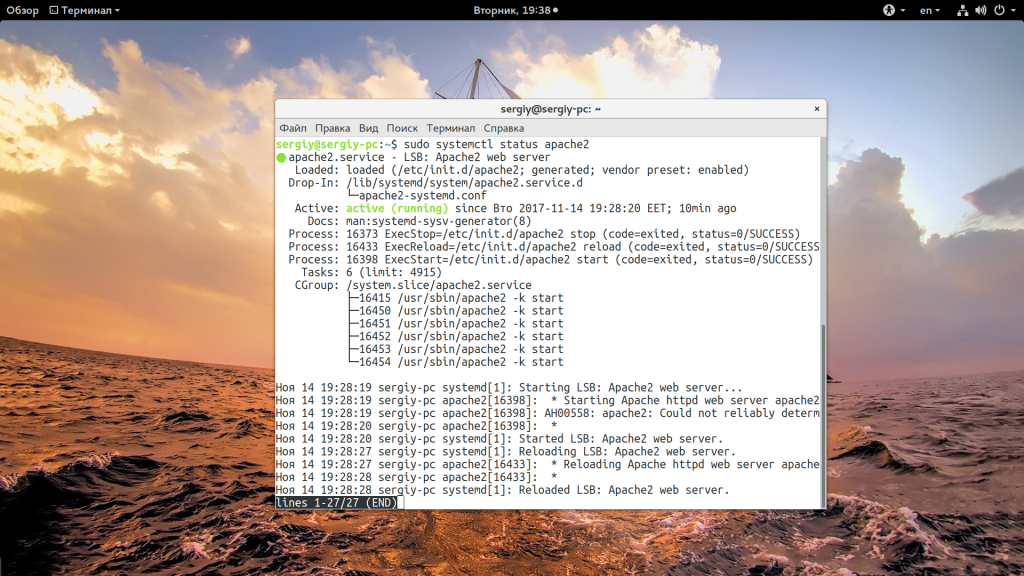 Обзор Терминал Вторник, 19:38 en
sergiy@sergiy-pc: ~ ×
Файл Правка Вид Поиск Терминал Справка
sergiy@sergiy-pc:~$ sudo systemctl status apache2
● apache2.service - LSB: Apache2 web server
Loaded: loaded (/etc/init.d/apache2; generated; vendor preset: enabled)
Drop-In: /lib/systemd/system/apache2.service.d
└─apache2-systemd.conf
Active: active (running) since Вто 2017-11-14 19:28:20 EET; 10min ago
Docs: man:systemd-sysv-generator(8)
Process: 16373 ExecStop=/etc/init.d/apache2 stop (code=exited, status=0/SUCCESS)
Process: 16433 ExecReload=/etc/init.d/apache2 reload (code=exited, status=0/SUCCESS
Process: 16398 ExecStart=/etc/init.d/apache2 start (code=exited, status=0/SUCCESS)
Tasks: 6 (limit: 4915)
CGroup: /system.slice/apache2.service
├─16415 /usr/sbin/apache2 -k start
├─16450 /usr/sbin/apache2 -k start
├─16451 /usr/sbin/apache2 -k start
├─16452 /usr/sbin/apache2 -k start
├─16453 /usr/sbin/apache2 -k start
└─16454 /usr/sbin/apache2 -k start
Ноя 14 19:28:19 sergiy-pc systemd[1]: Starting LSB: Apache2 web server...
Ноя 14 19:28:19 sergiy-pc apache2[16398]: * Starting Apache httpd web server apache2
Ноя 14 19:28:19 sergiy-pc apache2[16398]: AH00558: apache2: Could not reliably determ
Ноя 14 19:28:20 sergiy-pc apache2[16398]: *
Ноя 14 19:28:20 sergiy-pc systemd[1]: Started LSB: Apache2 web server.
Ноя 14 19:28:27 sergiy-pc systemd[1]: Reloading LSB: Apache2 web server.
Ноя 14 19:28:27 sergiy-pc apache2[16433]: * Reloading Apache httpd web server apache
Ноя 14 19:28:28 sergiy-pc apache2[16433]: *
Ноя 14 19:28:28 sergiy-pc systemd[1]: Reloaded LSB: Apache2 web server.
lines 1-27/27 (END)